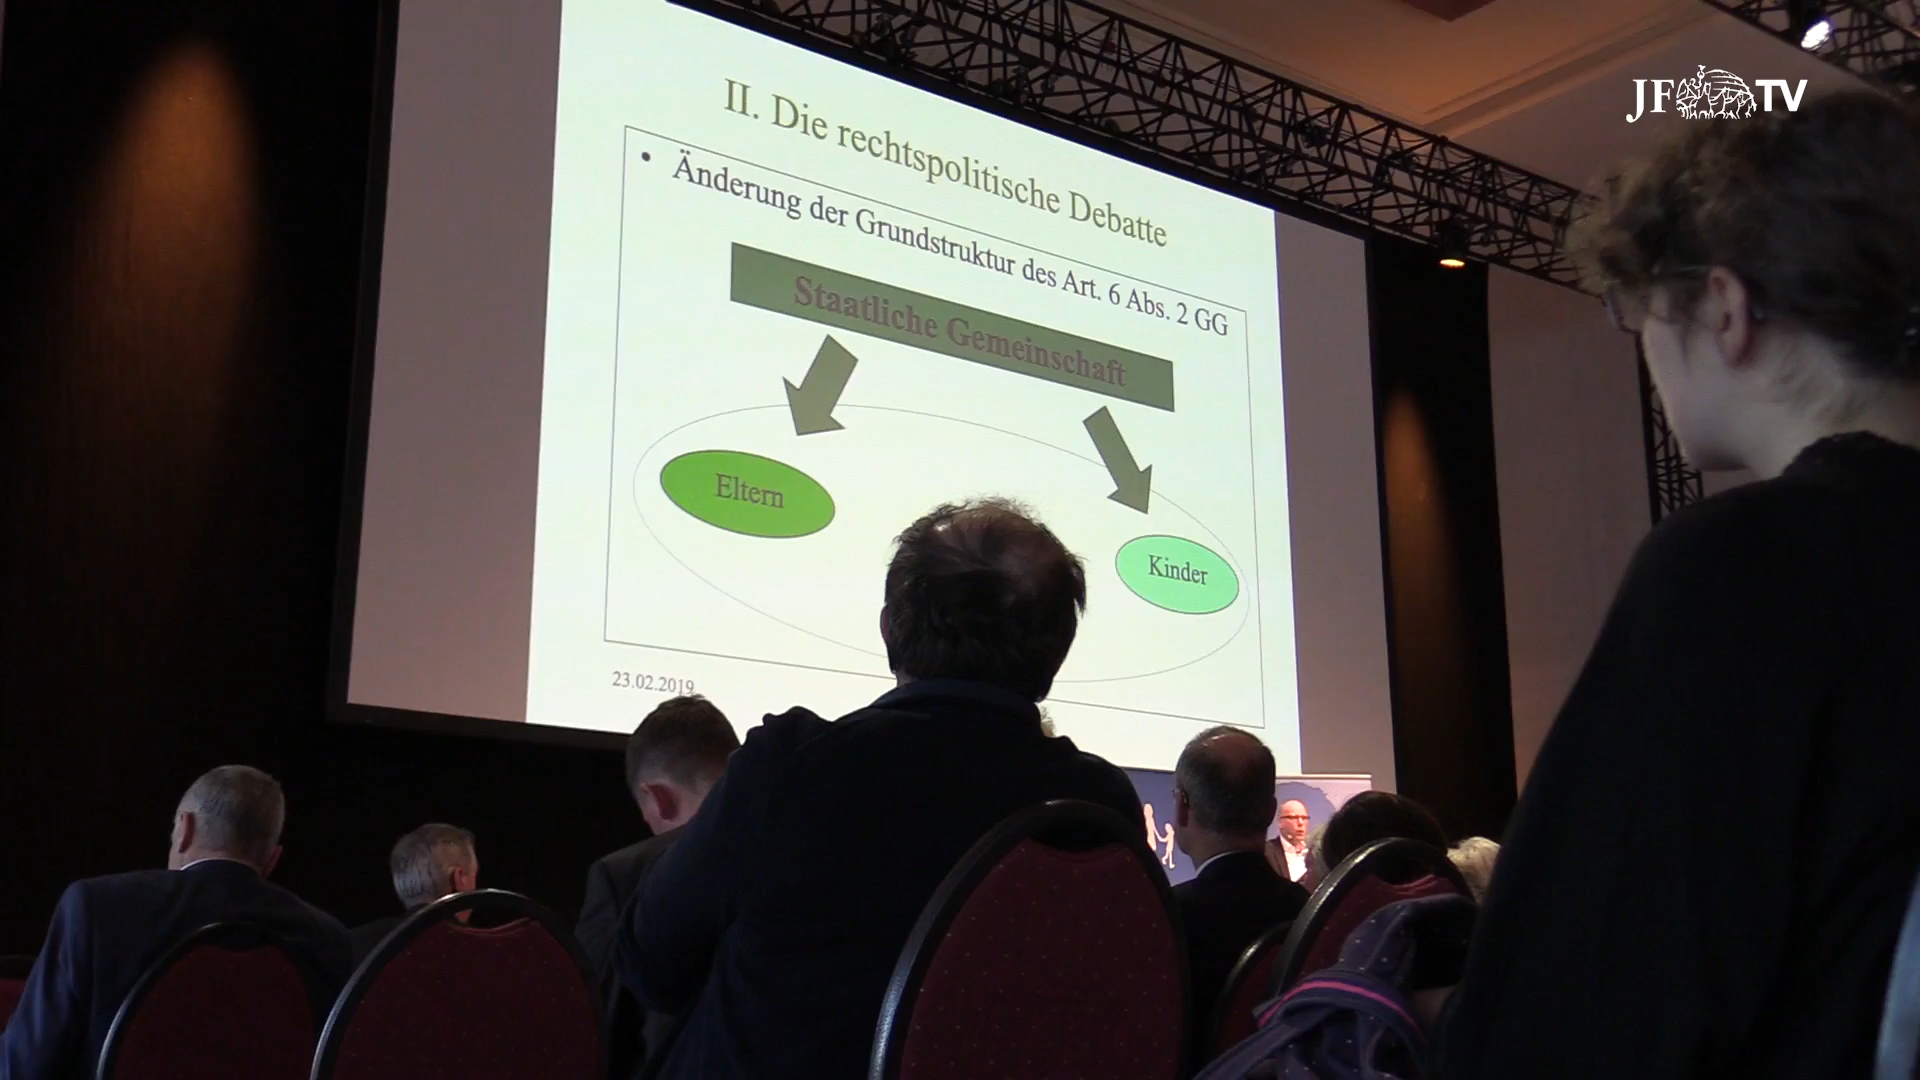 JF TV
II. Die rechtspolitische Debatte
• Änderung der Grundstruktur des Art. 6 Abs. 2 GG
Staatliche Gemeinschaft
Eltern
Kinder
23.02.2019